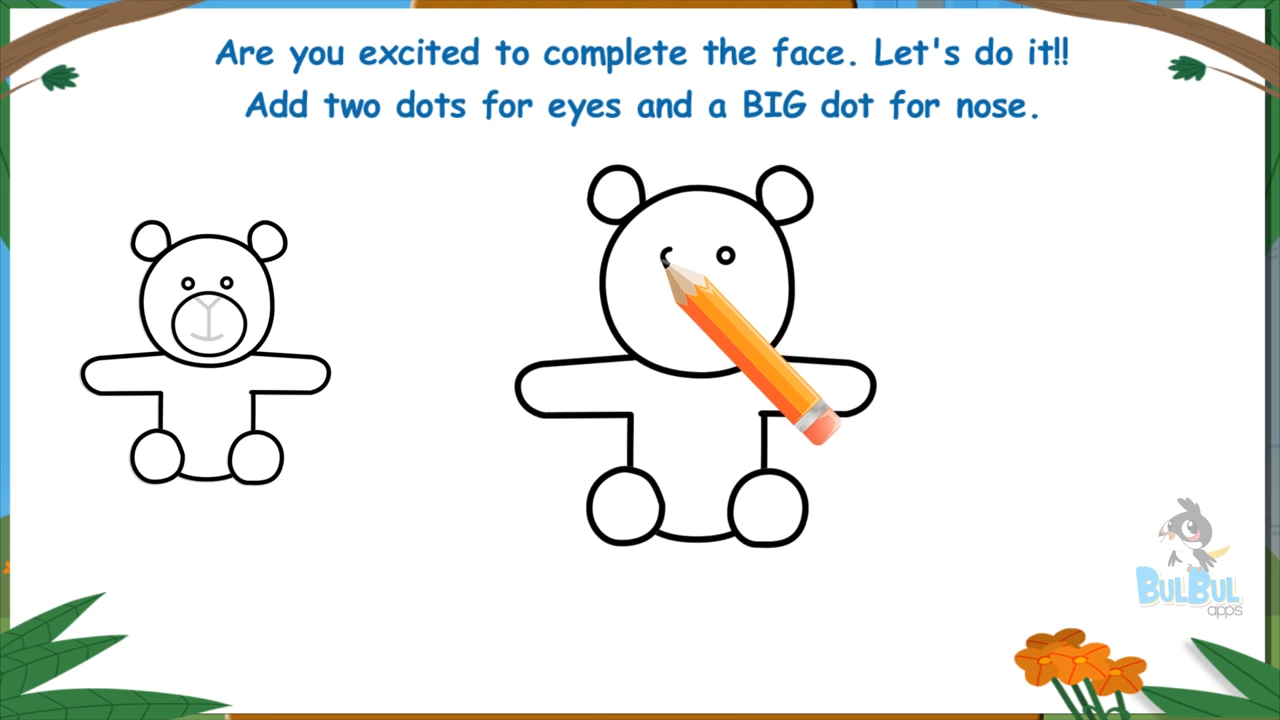 Are you excited to complete the face. Let's do it!!
Add two dots for eyes and a BIG dot for nose.
BULBUL
apps